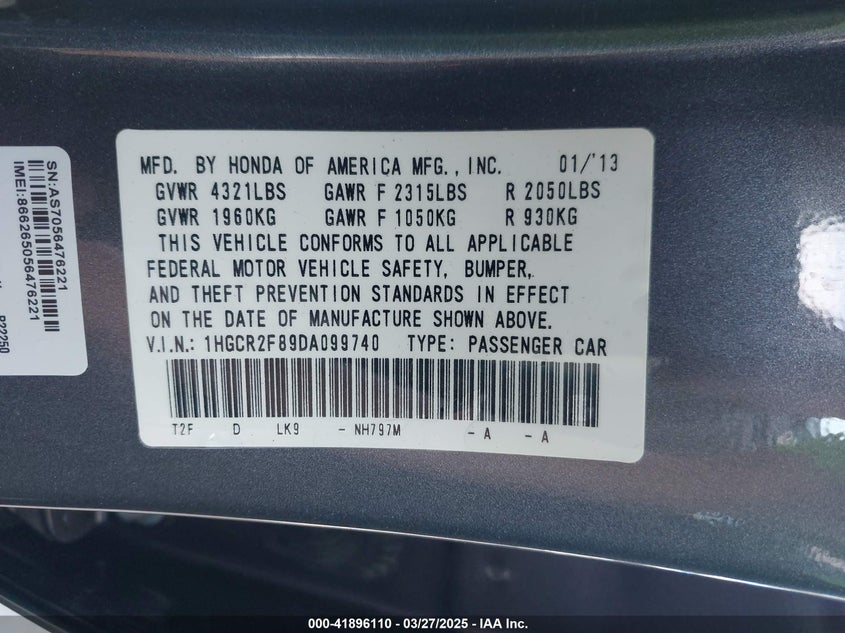 MFD. BY HONDA OF AMERICA MFG., INC. 01/'13
GVWR 4321LBS GAWR F 2315LBS R 2050LBS
GVWR 1960KG GAWR F 1050KG R 930KG
THIS VEHICLE CONFORMS TO ALL APPLICABLE
FEDERAL MOTOR VEHICLE SAFETY, BUMPER,
AND THEFT PREVENTION STANDARDS IN EFFECT
ON THE DATE OF MANUFACTURE SHOWN ABOVE.
V.I.N.: 1HGCR2F89DA099740 TYPE: PASSENGER CAR
T2F D LK9 - NH797M - A - A
SN:AS7056476221
IMEI:866265056476221
P22250
000-41896110 // 03/27/2025 // IAA Inc.